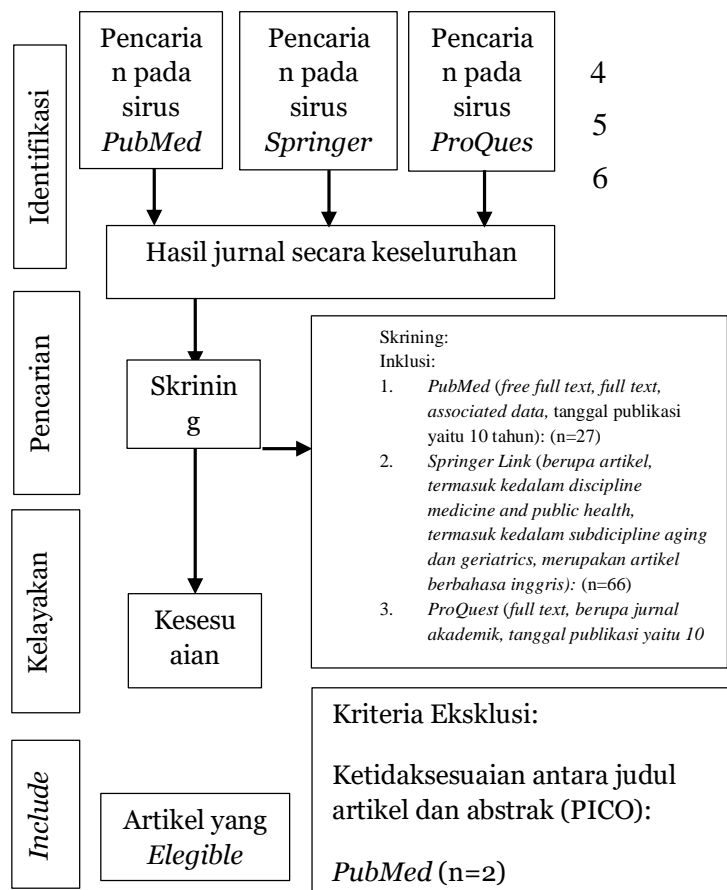 Identifikasi
Pencaria
n pada
sirus
PubMed
Pencaria
n pada
sirus
Springer
Pencaria
n pada
sirus
ProQues
4
5
6
Hasil jurnal secara keseluruhan
Pencarian
Skrinin
g
Skrining:
Inklusi:
1. PubMed (free full text, full text,
associated data, tanggal publikasi
yaitu 10 tahun): (n=27)
2. Springer Link (berupa artikel,
termasuk kedalam discipline
medicine and public health,
termasuk kedalam subdicipline aging
dan geriatrics, merupakan artikel
berbahasa inggris): (n=66)
3. ProQuest (full text, berupa jurnal
akademik, tanggal publikasi yaitu 10
Kelayakan
Kesesu
aian
Kriteria Eksklusi:
Ketidaksesuaian antara judul
artikel dan abstrak (PICO):
PubMed (n=2)
Include
Artikel yang
Elegible